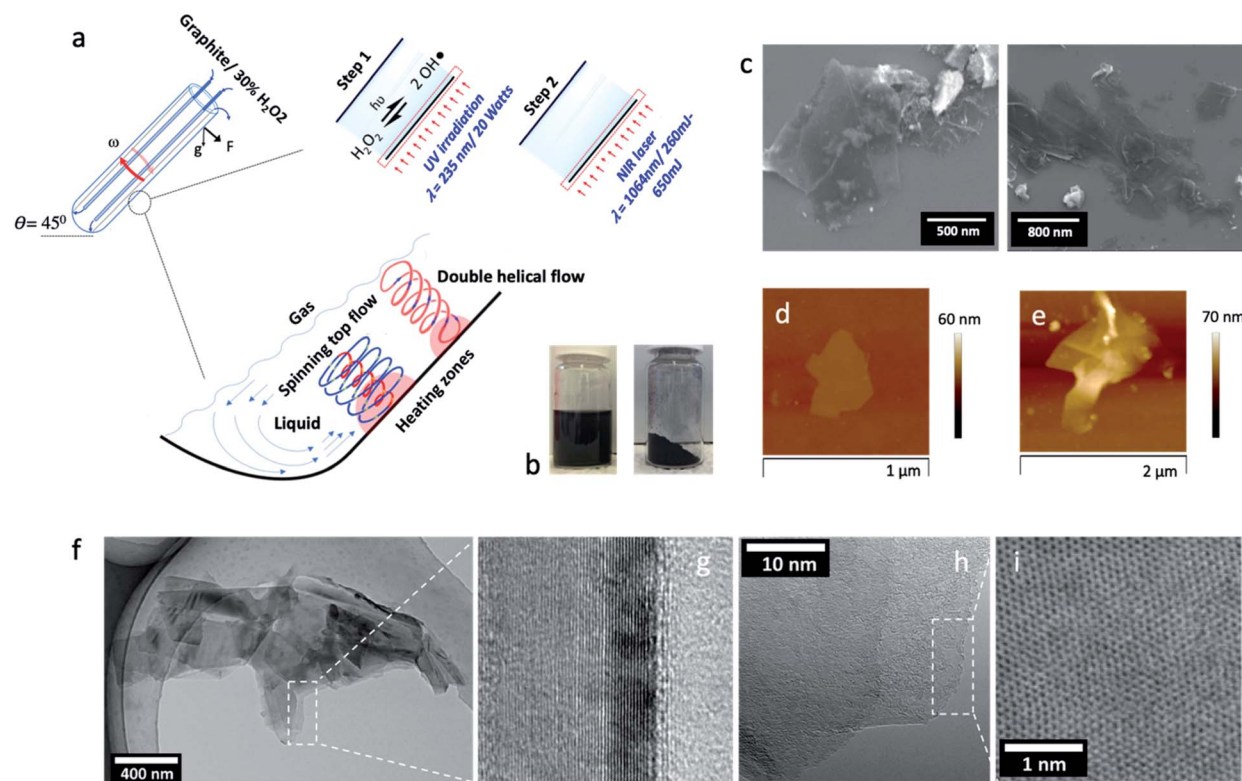 a
Graphite/ 30% H₂O2
ω
g
F
θ= 45⁰
Step 1
hυ
2 OH●
H₂O₂
UV irradiation
λ= 235 nm/ 20 Watts
Step 2
NIR laser
λ= 1064nm/ 260mJ-
650mJ
Gas
Spinning top flow
Double helical flow
Liquid
Heating zones
b
c
500 nm
800 nm
d
60 nm
1 µm
e
70 nm
2 µm
f
400 nm
g
10 nm
h
i
1 nm